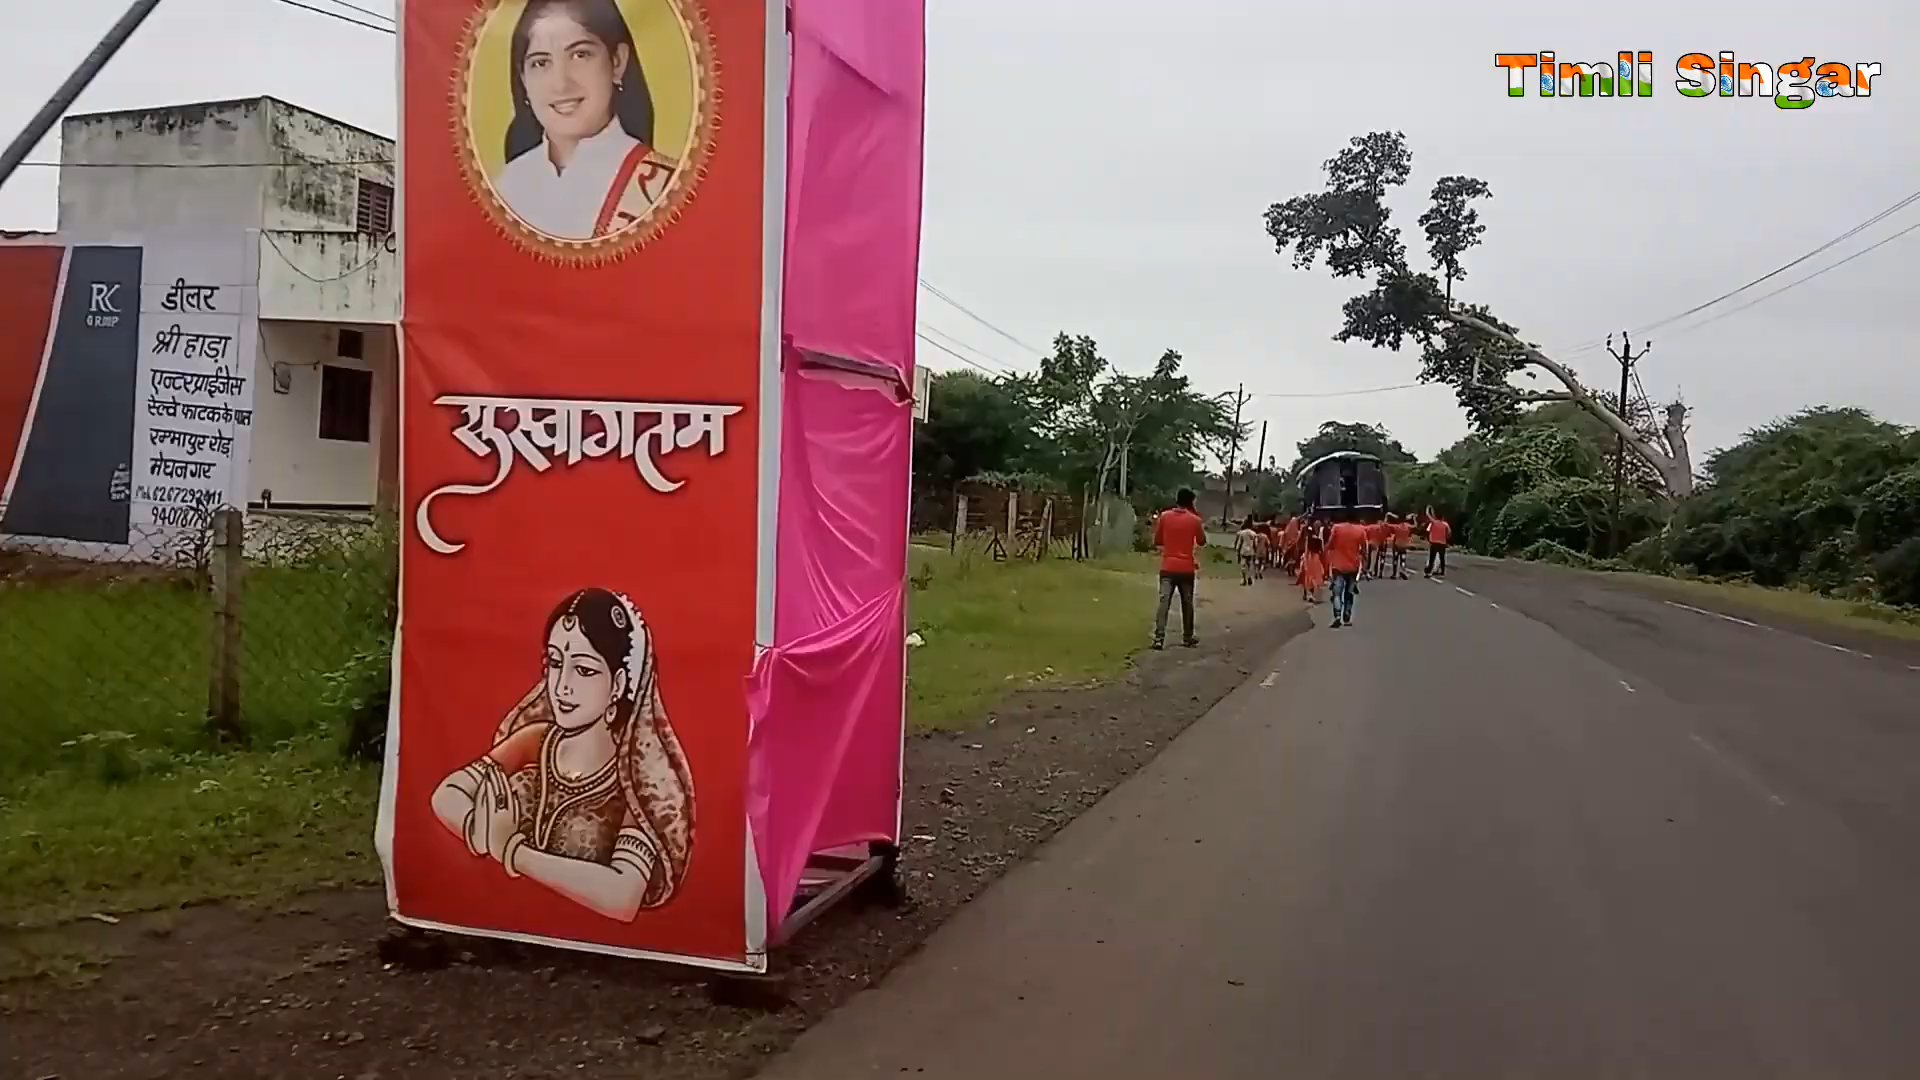 Timli Singar
RK
GROUP
डीलर
श्री हाड़ा
एन्टरप्राईजेस
रेल्वे फाटक के पास
रम्भापुर रोड़
मेघनगर
सुस्वागतम